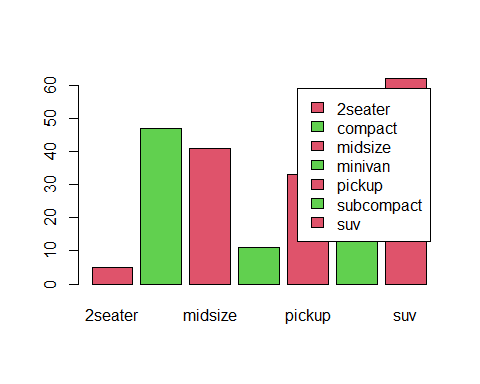 60
50
40
30
20
10
0
2seater
compact
midsize
minivan
pickup
subcompact
suv
2seater midsize pickup suv